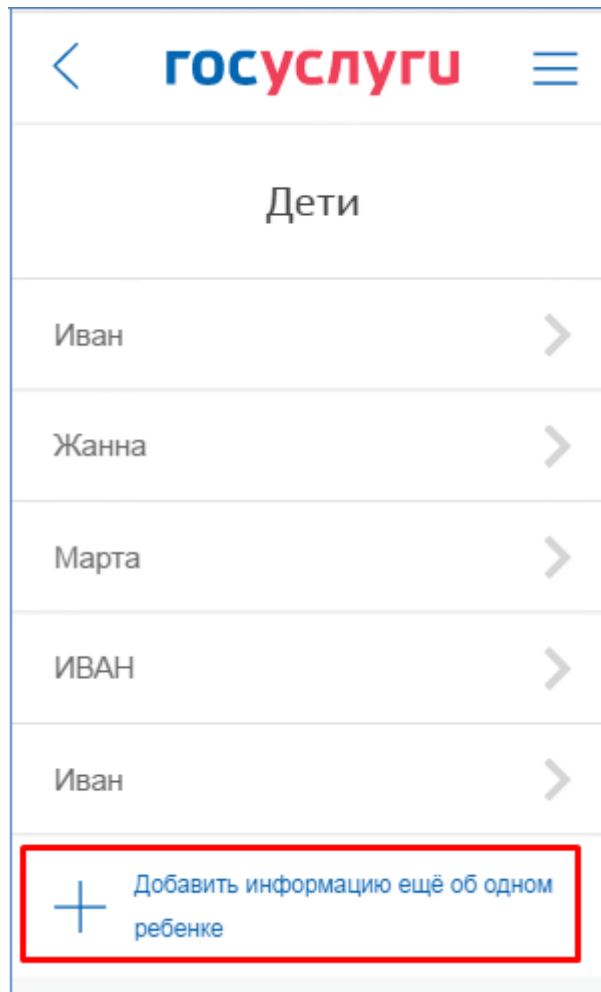 госуслуги
Дети
Иван
Жанна
Марта
ИВАН
Иван
Добавить информацию ещё об одном
ребенке